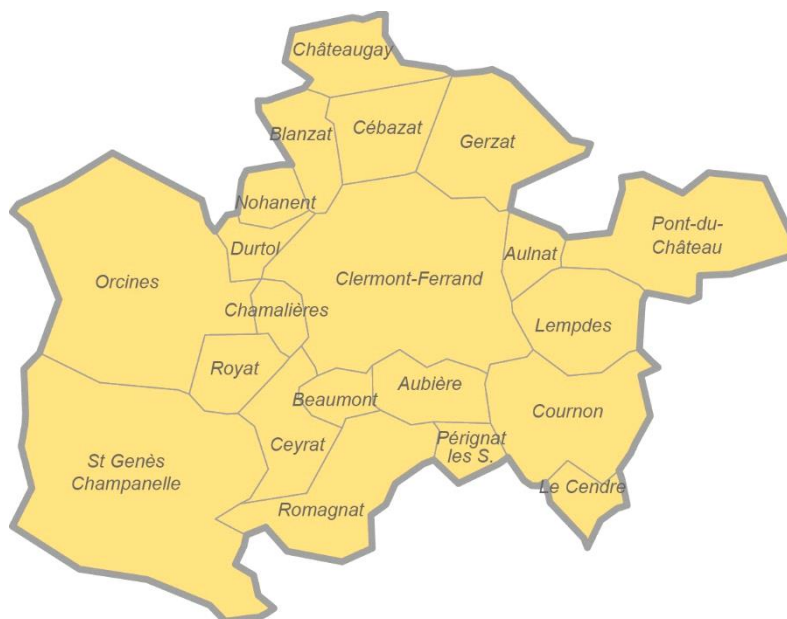 Châteaugay
Blanzat
Cébazat
Gerzat
Nohanent
Durtol
Aulnat
Pont-du-
Château
Orcines
Clermont-Ferrand
Chamalières
Lempdes
Royat
Beaumont
Aubière
Cournon
Ceyrat
Pérignat
les S.
St Genès
Champanelle
Le Cendre
Romagnat